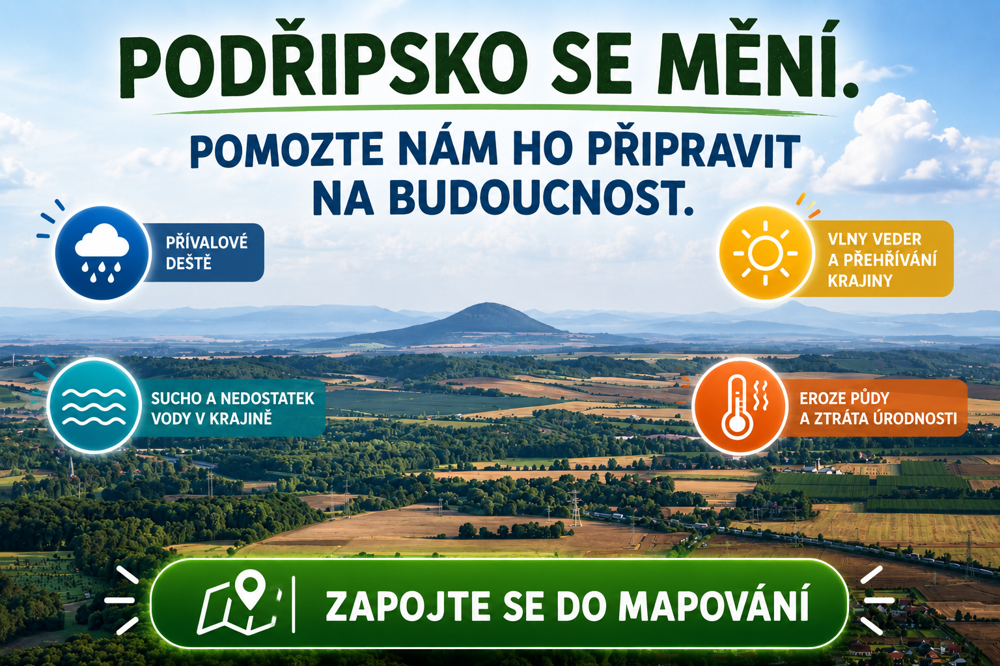 PODŘIPSKO SE MĚNÍ.
POMOZTE NÁM HO PŘIPRAVIT
NA BUDOUCNOST.
PŘÍVALOVÉ
DEŠTĚ
VLNY VEDER
A PŘEHŘÍVÁNÍ
KRAJINY
SUCHO A NEDOSTATEK
VODY V KRAJINĚ
EROZE PŮDY
A ZTRÁTA ÚRODNOSTI
ZAPOJTE SE DO MAPOVÁNÍ